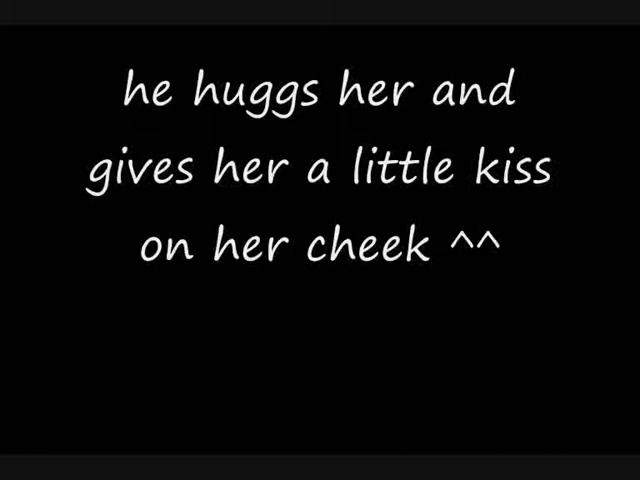 he huggs her and
gives her a little kiss
on her cheek ^^